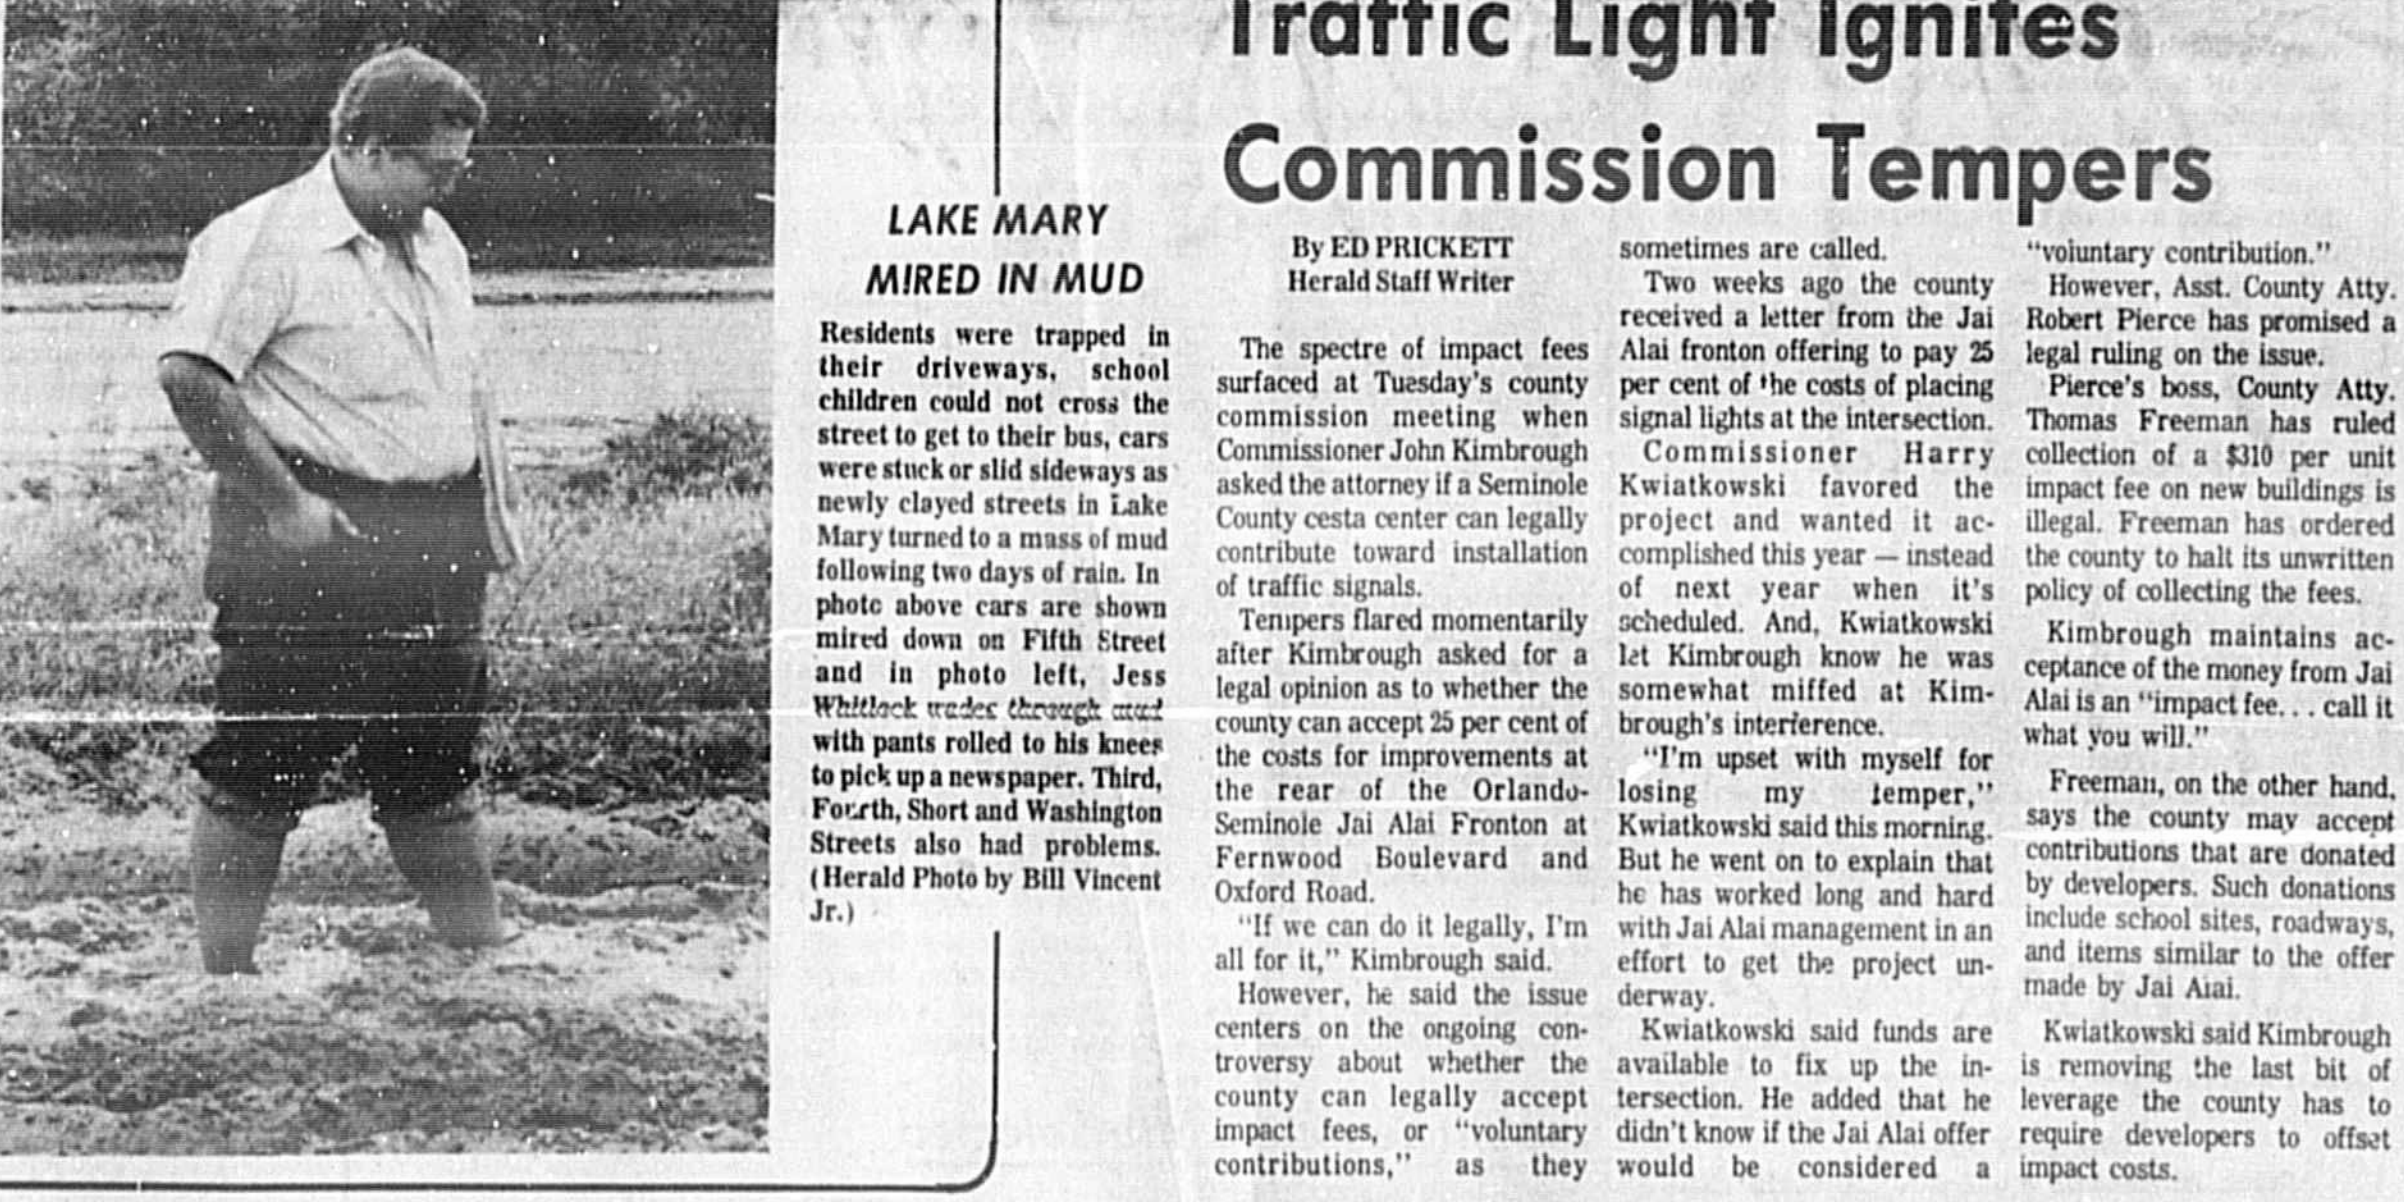 LAKE MARY
MIRED IN MUD
Residents were trapped in
their driveways, school
children could not cross the
street to get to their bus, cars
were stuck or slid sideways as
newly clayed streets in Lake
Mary turned to a mass of mud
following two days of rain. In
photo above cars are shown
mired down on Fifth Street
and in photo left, Jess
Whitlock wades through mud
with pants rolled to his knees
to pick up a newspaper. Third,
Fourth, Short and Washington
Streets also had problems.
(Herald Photo by Bill Vincent
Jr.)
Traffic Light Ignites
Commission Tempers
By ED PRICKETT
Herald Staff Writer
The spectre of impact fees
surfaced at Tuesday's county
commission meeting when
Commissioner John Kimbrough
asked the attorney if a Seminole
County cesta center can legally
contribute toward installation
of traffic signals.
Tempers flared momentarily
after Kimbrough asked for a
legal opinion as to whether the
county can accept 25 per cent of
the costs for improvements at
the rear of the Orlando-
Seminole Jai Alai Fronton at
Fernwood Boulevard and
Oxford Road.
"If we can do it legally, I'm
all for it," Kimbrough said.
However, he said the issue
centers on the ongoing con-
troversy about whether the
county can legally accept
impact fees, or "voluntary
contributions," as they
sometimes are called.
Two weeks ago the county
received a letter from the Jai
Alai fronton offering to pay 25
per cent of the costs of placing
signal lights at the intersection.
Commissioner Harry
Kwiatkowski favored the
project and wanted it ac-
complished this year — instead
of next year when it's
scheduled. And, Kwiatkowski
let Kimbrough know he was
somewhat miffed at Kim-
brough's interference.
"I'm upset with myself for
losing my temper,"
Kwiatkowski said this morning.
But he went on to explain that
he has worked long and hard
with Jai Alai management in an
effort to get the project un-
derway.
Kwiatkowski said funds are
available to fix up the in-
tersection. He added that he
didn't know if the Jai Alai offer
would be considered a
"voluntary contribution."
However, Asst. County Atty.
Robert Pierce has promised a
legal ruling on the issue.
Pierce's boss, County Atty.
Thomas Freeman has ruled
collection of a $310 per unit
impact fee on new buildings is
illegal. Freeman has ordered
the county to halt its unwritten
policy of collecting the fees.
Kimbrough maintains ac-
ceptance of the money from Jai
Alai is an "impact fee. . . call it
what you will."
Freeman, on the other hand,
says the county may accept
contributions that are donated
by developers. Such donations
include school sites, roadways,
and items similar to the offer
made by Jai Alai.
Kwiatkowski said Kimbrough
is removing the last bit of
leverage the county has to
require developers to offset
impact costs.